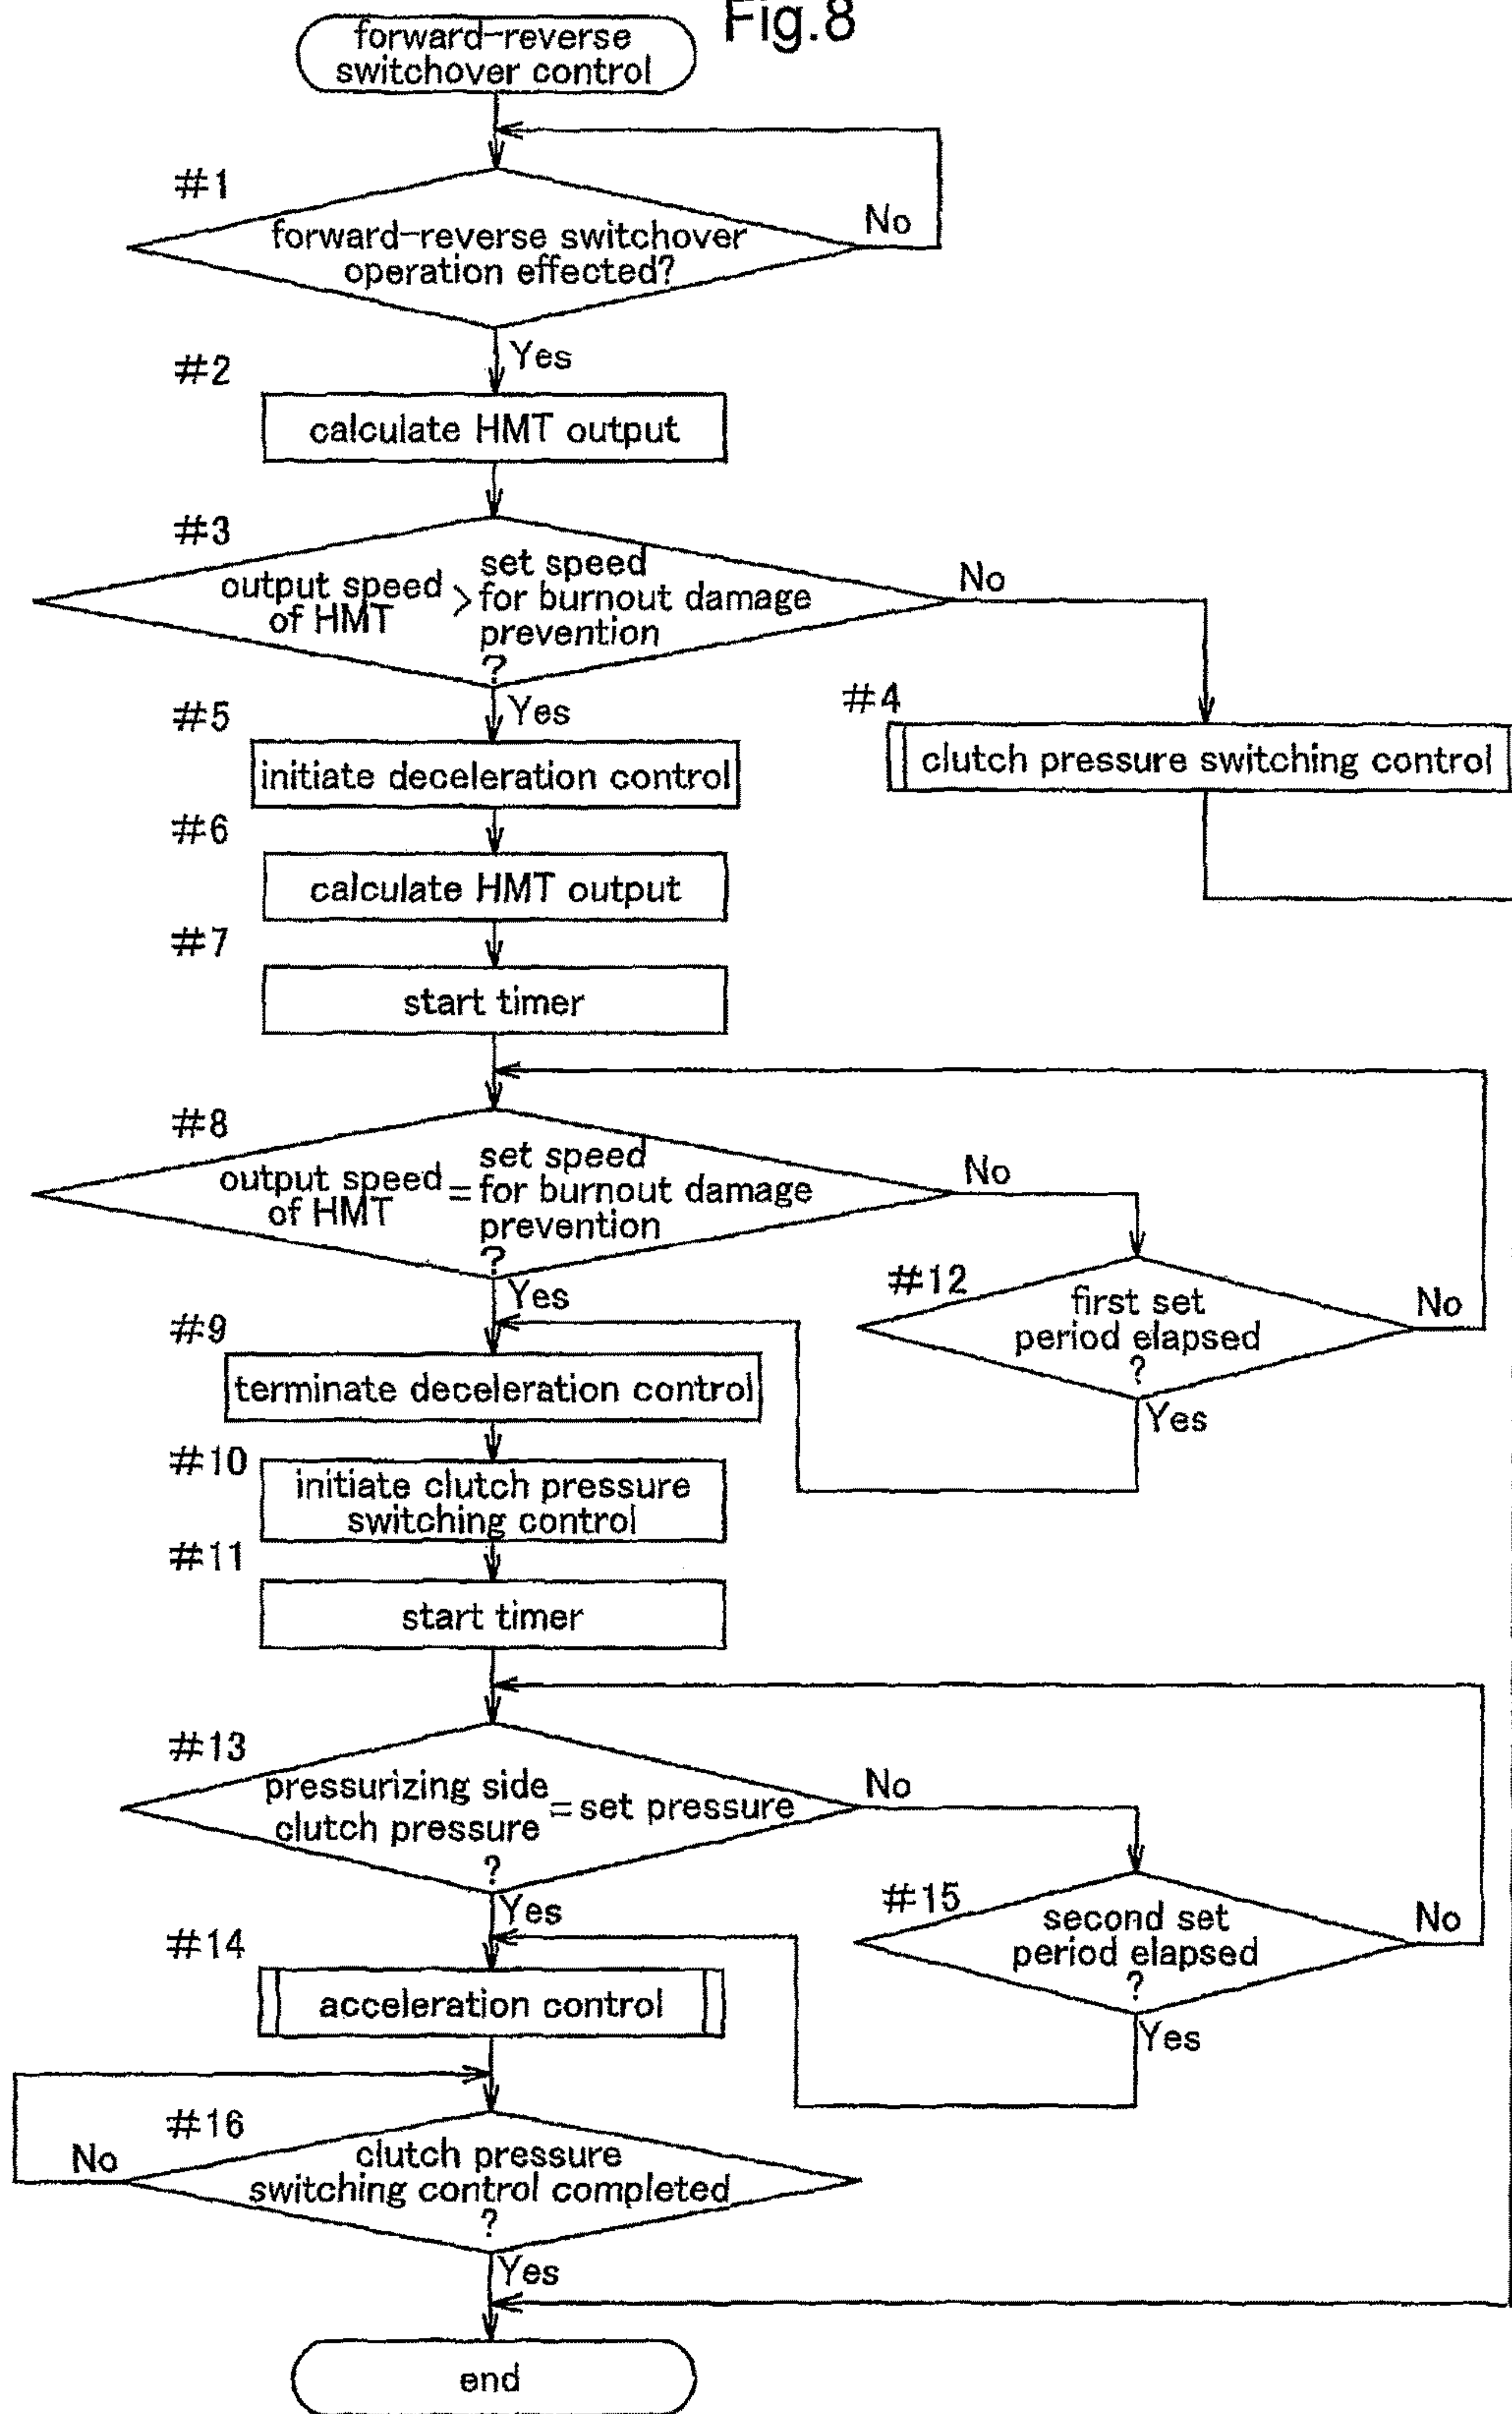 Fig.8
forward-reverse
switchover control
#1
forward-reverse switchover
operation effected?
No
Yes
#2
calculate HMT output
#3
output speed
of HMT
>
set speed
for burnout damage
prevention
?
No
Yes
#4
clutch pressure switching control
#5
initiate deceleration control
#6
calculate HMT output
#7
start timer
#8
output speed
of HMT
=
set speed
for burnout damage
prevention
?
No
Yes
#12
first set
period elapsed
?
No
Yes
#9
terminate deceleration control
#10
initiate clutch pressure
switching control
#11
start timer
#13
pressurizing side
clutch pressure
=
set pressure
?
No
Yes
#15
second set
period elapsed
?
No
Yes
#14
acceleration control
#16
clutch pressure
switching control completed
?
No
Yes
end